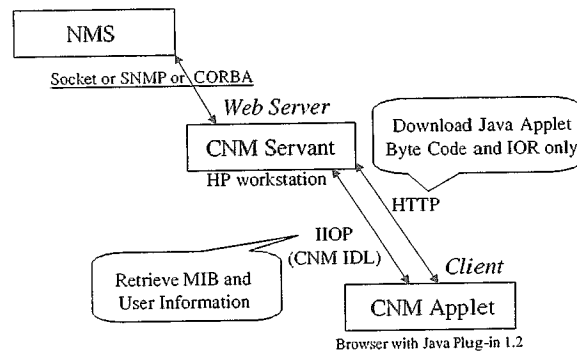 NMS
Socket or SNMP or CORBA
Web Server
CNM Servant
HP workstation
Download Java Applet
Byte Code and IOR only
HTTP
IIOP
(CNM IDL)
Retrieve MIB and
User Information
Client
CNM Applet
Browser with Java Plug-in 1.2